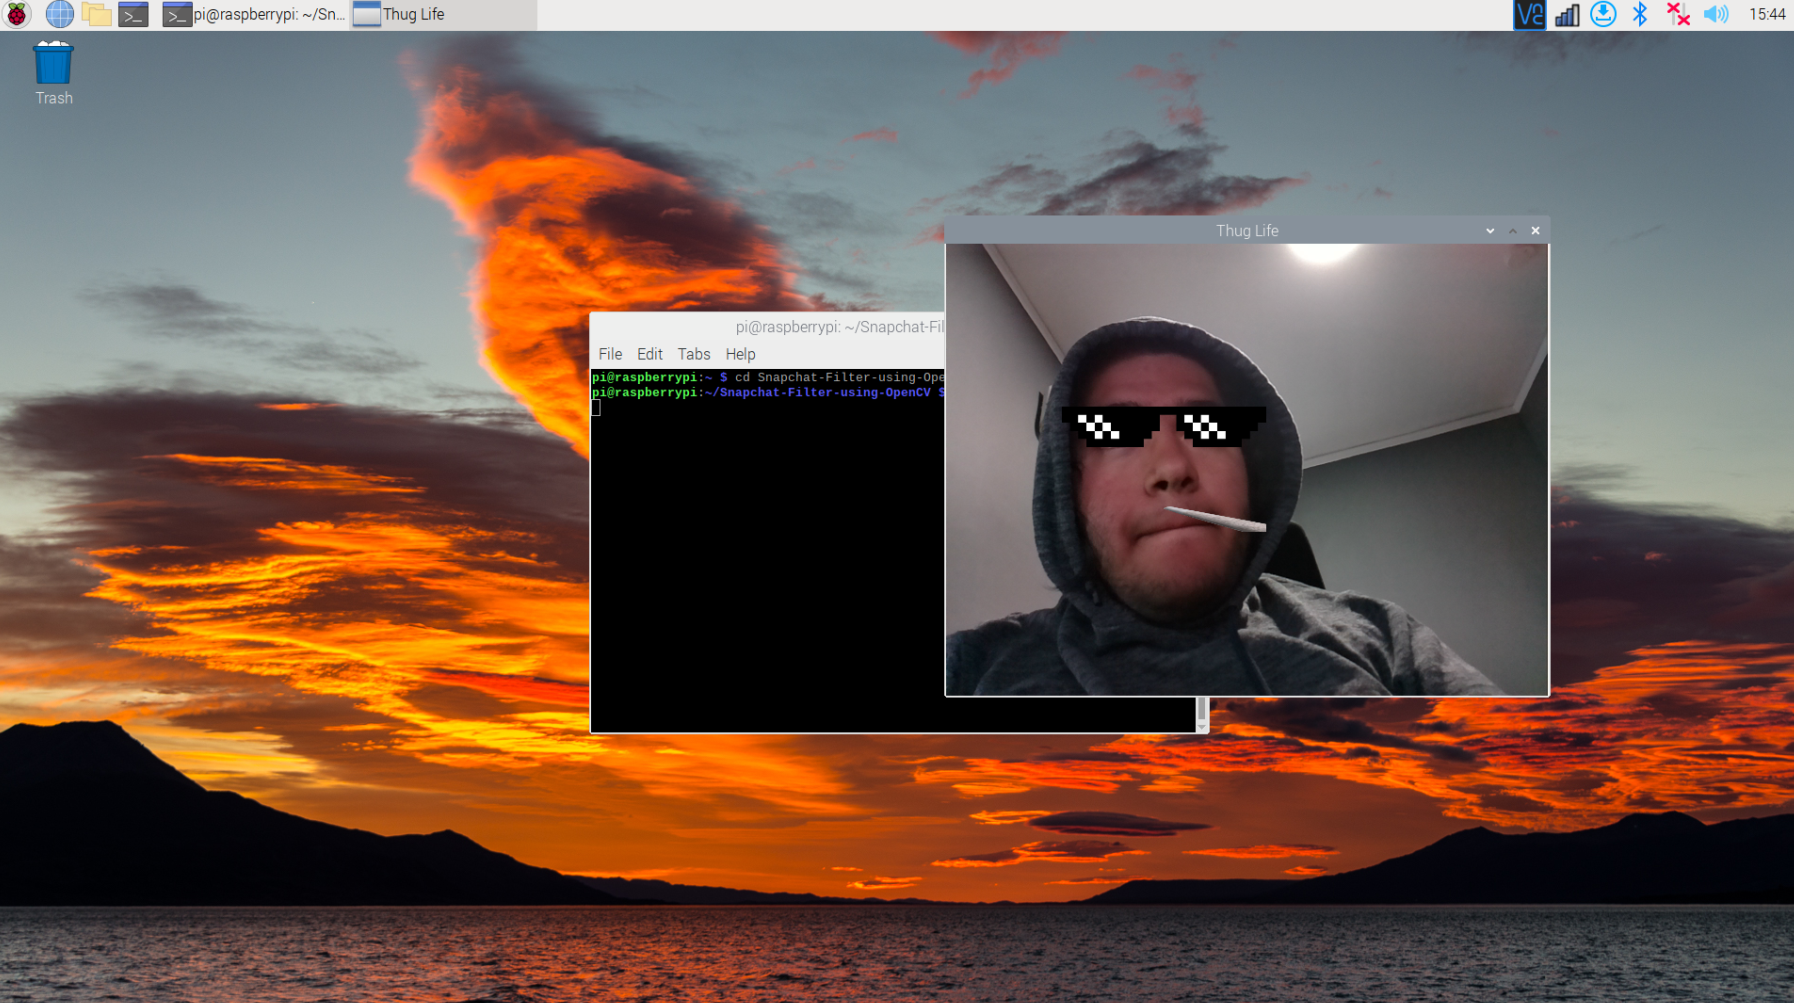 pi@raspberrypi: ~/Sn...
Thug Life
15:44
Trash
Thug Life
pi@raspberrypi: ~/Snapchat-Fil
File Edit Tabs Help
pi@raspberrypi:~ $ cd Snapchat-Filter-using-Ope
pi@raspberrypi:~/Snapchat-Filter-using-OpenCV $